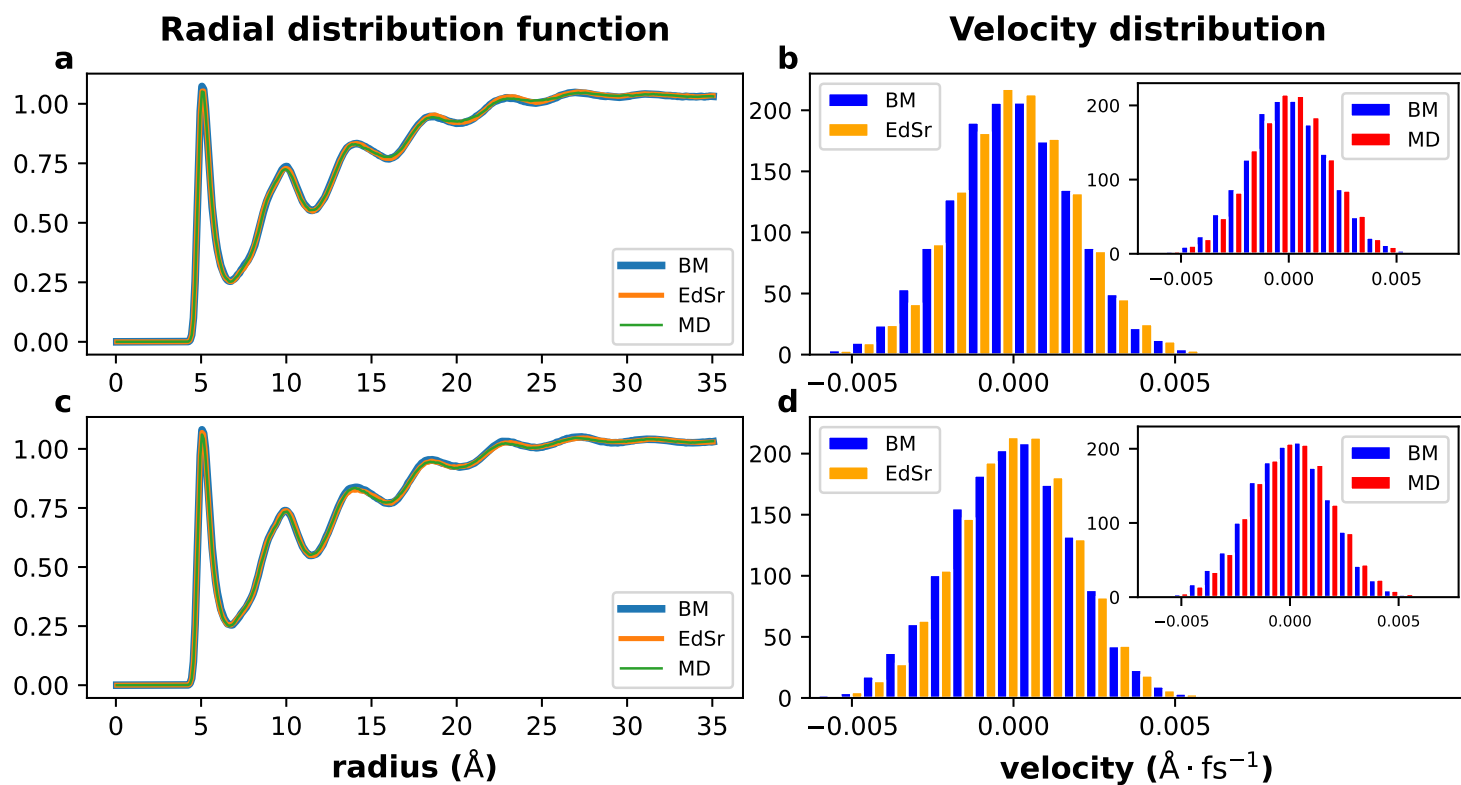 Radial distribution function
Velocity distribution
a
1.00
0.75
0.50
0.25
0.00
BM
EdSr
MD
0 5 10 15 20 25 30 35
b
200
150
100
50
0
BM
EdSr
−0.005 0.000 0.005
200
100
0
BM
MD
−0.005 0.000 0.005
c
1.00
0.75
0.50
0.25
0.00
BM
EdSr
MD
0 5 10 15 20 25 30 35
radius (Å)
d
200
150
100
50
0
BM
EdSr
−0.005 0.000 0.005
200
100
0
BM
MD
−0.005 0.000 0.005
velocity (Å · fs⁻¹)